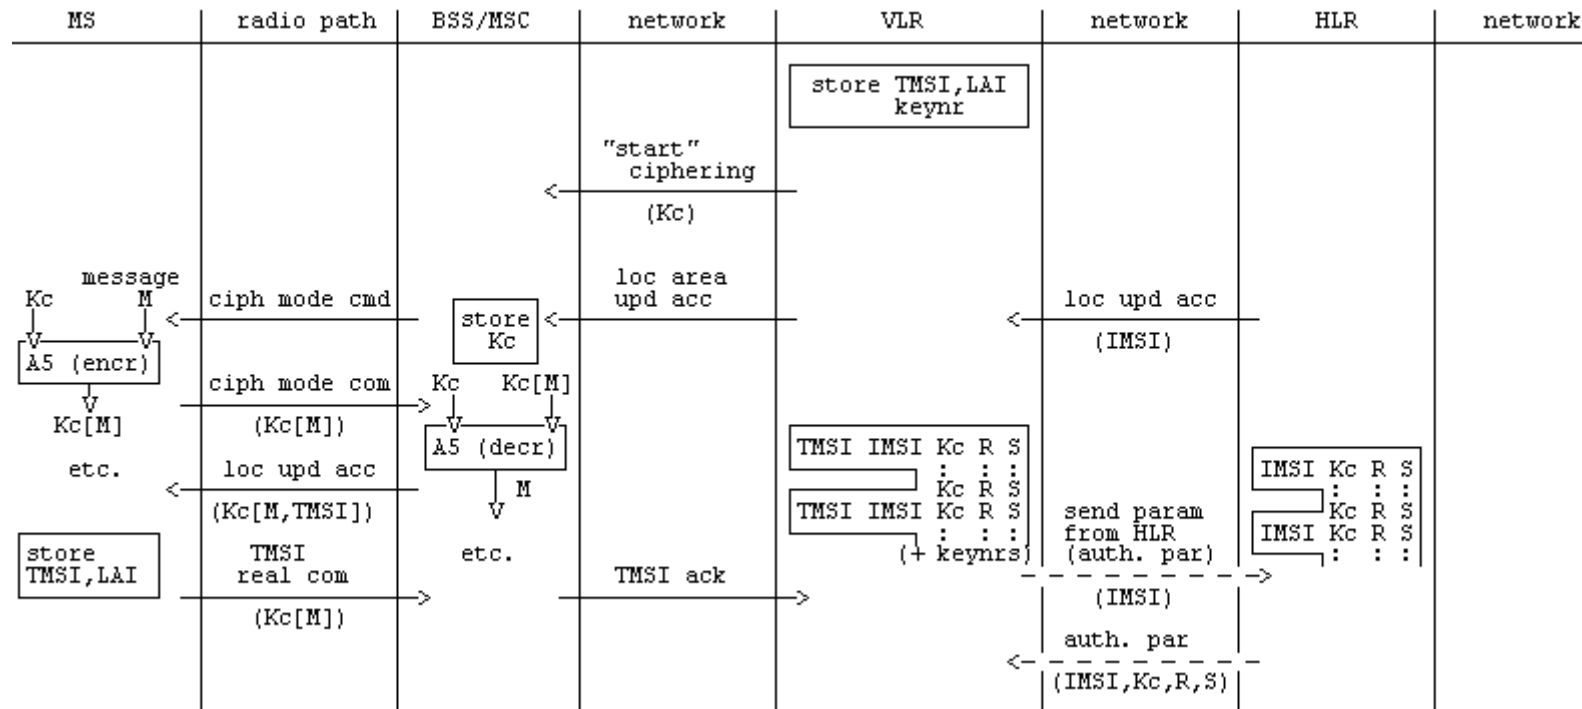 MS radio path BSS/MSC network VLR network HLR network
store TMSI,LAI
keynr
"start"
ciphering
(Kc)
message loc area
Kc M ciph mode cmd upd acc loc upd acc
store
Kc (IMSI)
A5 (encr)
ciph mode com Kc Kc[M]
Kc[M] (Kc[M])
A5 (decr) TMSI IMSI Kc R S
etc. loc upd acc : : : IMSI Kc R S
M Kc R S : : :
(Kc[M,TMSI]) TMSI IMSI Kc R S send param Kc R S
: : : from HLR IMSI Kc R S
store TMSI etc. (+ keynrs) (auth. par) : : :
TMSI,LAI real com TMSI ack
(IMSI)
(Kc[M])
auth. par
(IMSI,Kc,R,S)